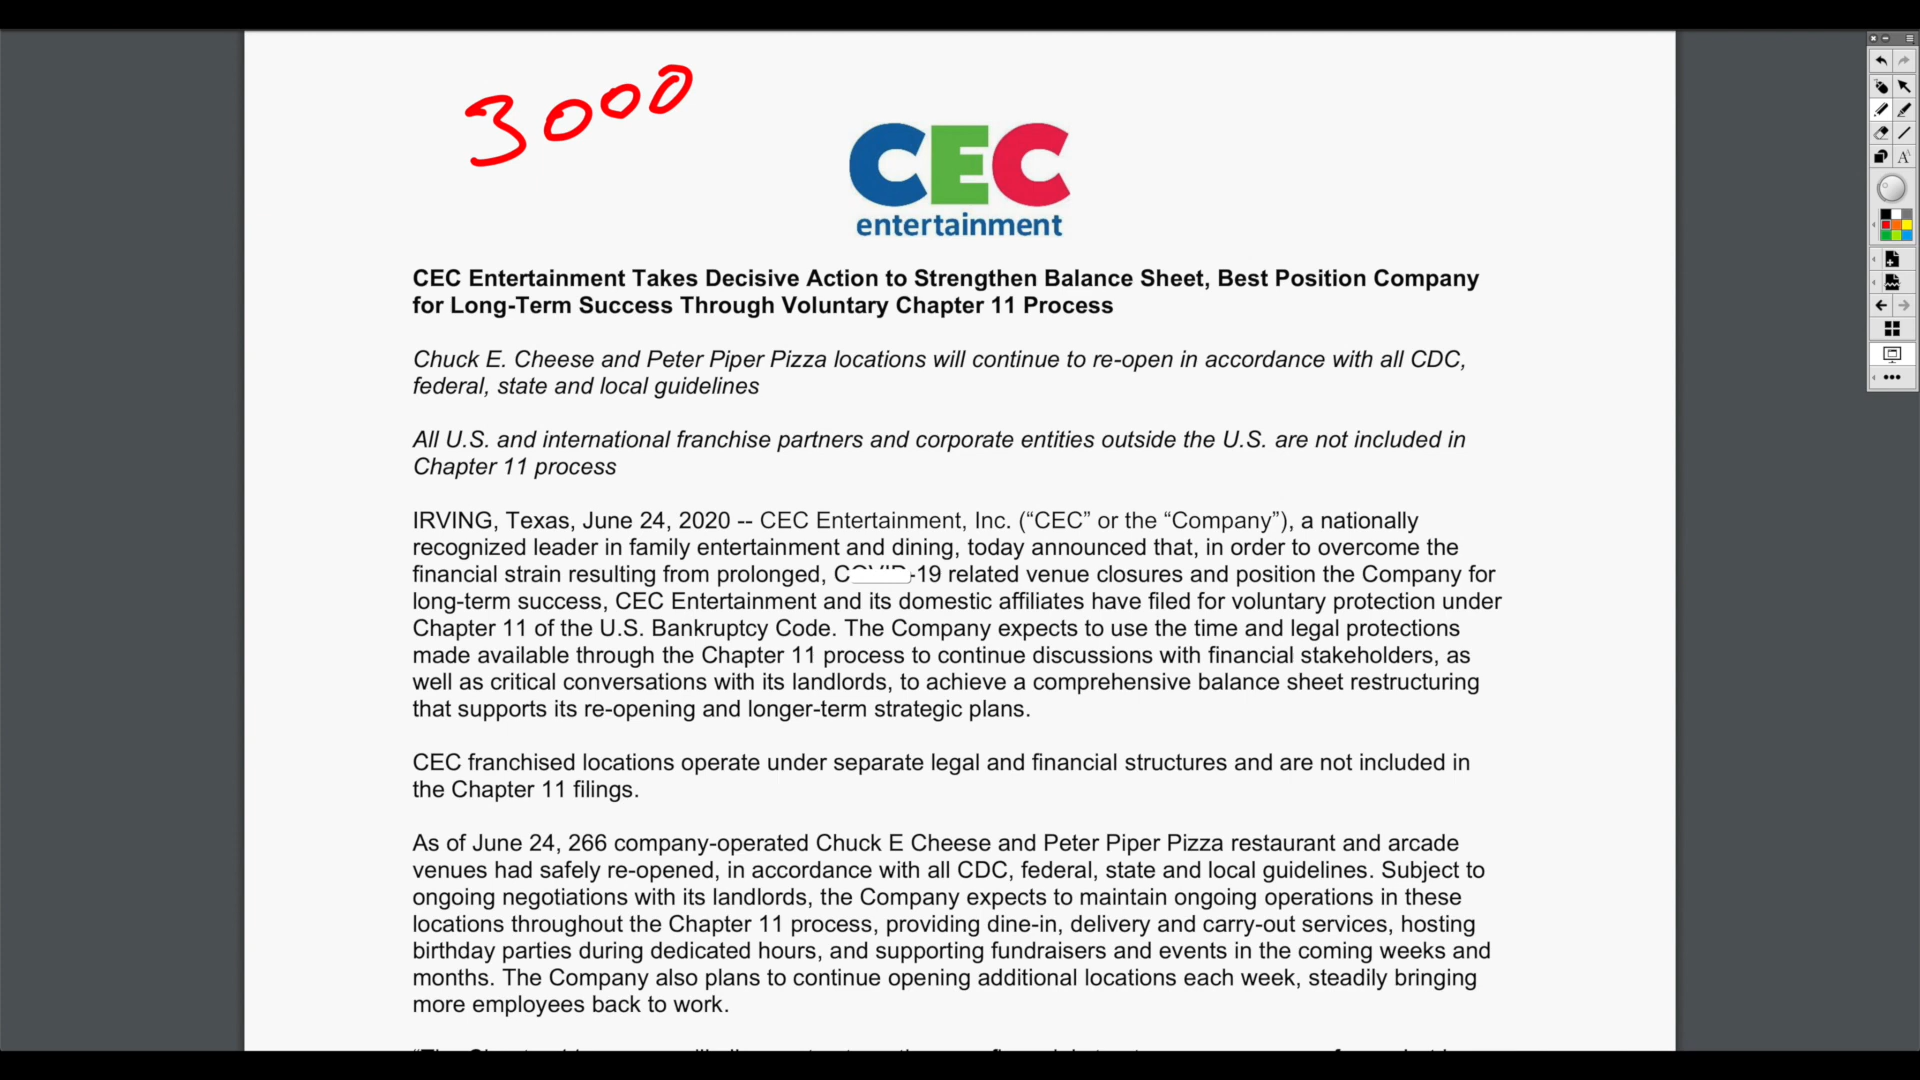 3000
CEC
entertainment
CEC Entertainment Takes Decisive Action to Strengthen Balance Sheet, Best Position Company
for Long-Term Success Through Voluntary Chapter 11 Process
Chuck E. Cheese and Peter Piper Pizza locations will continue to re-open in accordance with all CDC,
federal, state and local guidelines
All U.S. and international franchise partners and corporate entities outside the U.S. are not included in
Chapter 11 process
IRVING, Texas, June 24, 2020 -- CEC Entertainment, Inc. (“CEC” or the “Company”), a nationally
recognized leader in family entertainment and dining, today announced that, in order to overcome the
financial strain resulting from prolonged, COVID-19 related venue closures and position the Company for
long-term success, CEC Entertainment and its domestic affiliates have filed for voluntary protection under
Chapter 11 of the U.S. Bankruptcy Code. The Company expects to use the time and legal protections
made available through the Chapter 11 process to continue discussions with financial stakeholders, as
well as critical conversations with its landlords, to achieve a comprehensive balance sheet restructuring
that supports its re-opening and longer-term strategic plans.
CEC franchised locations operate under separate legal and financial structures and are not included in
the Chapter 11 filings.
As of June 24, 266 company-operated Chuck E Cheese and Peter Piper Pizza restaurant and arcade
venues had safely re-opened, in accordance with all CDC, federal, state and local guidelines. Subject to
ongoing negotiations with its landlords, the Company expects to maintain ongoing operations in these
locations throughout the Chapter 11 process, providing dine-in, delivery and carry-out services, hosting
birthday parties during dedicated hours, and supporting fundraisers and events in the coming weeks and
months. The Company also plans to continue opening additional locations each week, steadily bringing
more employees back to work.